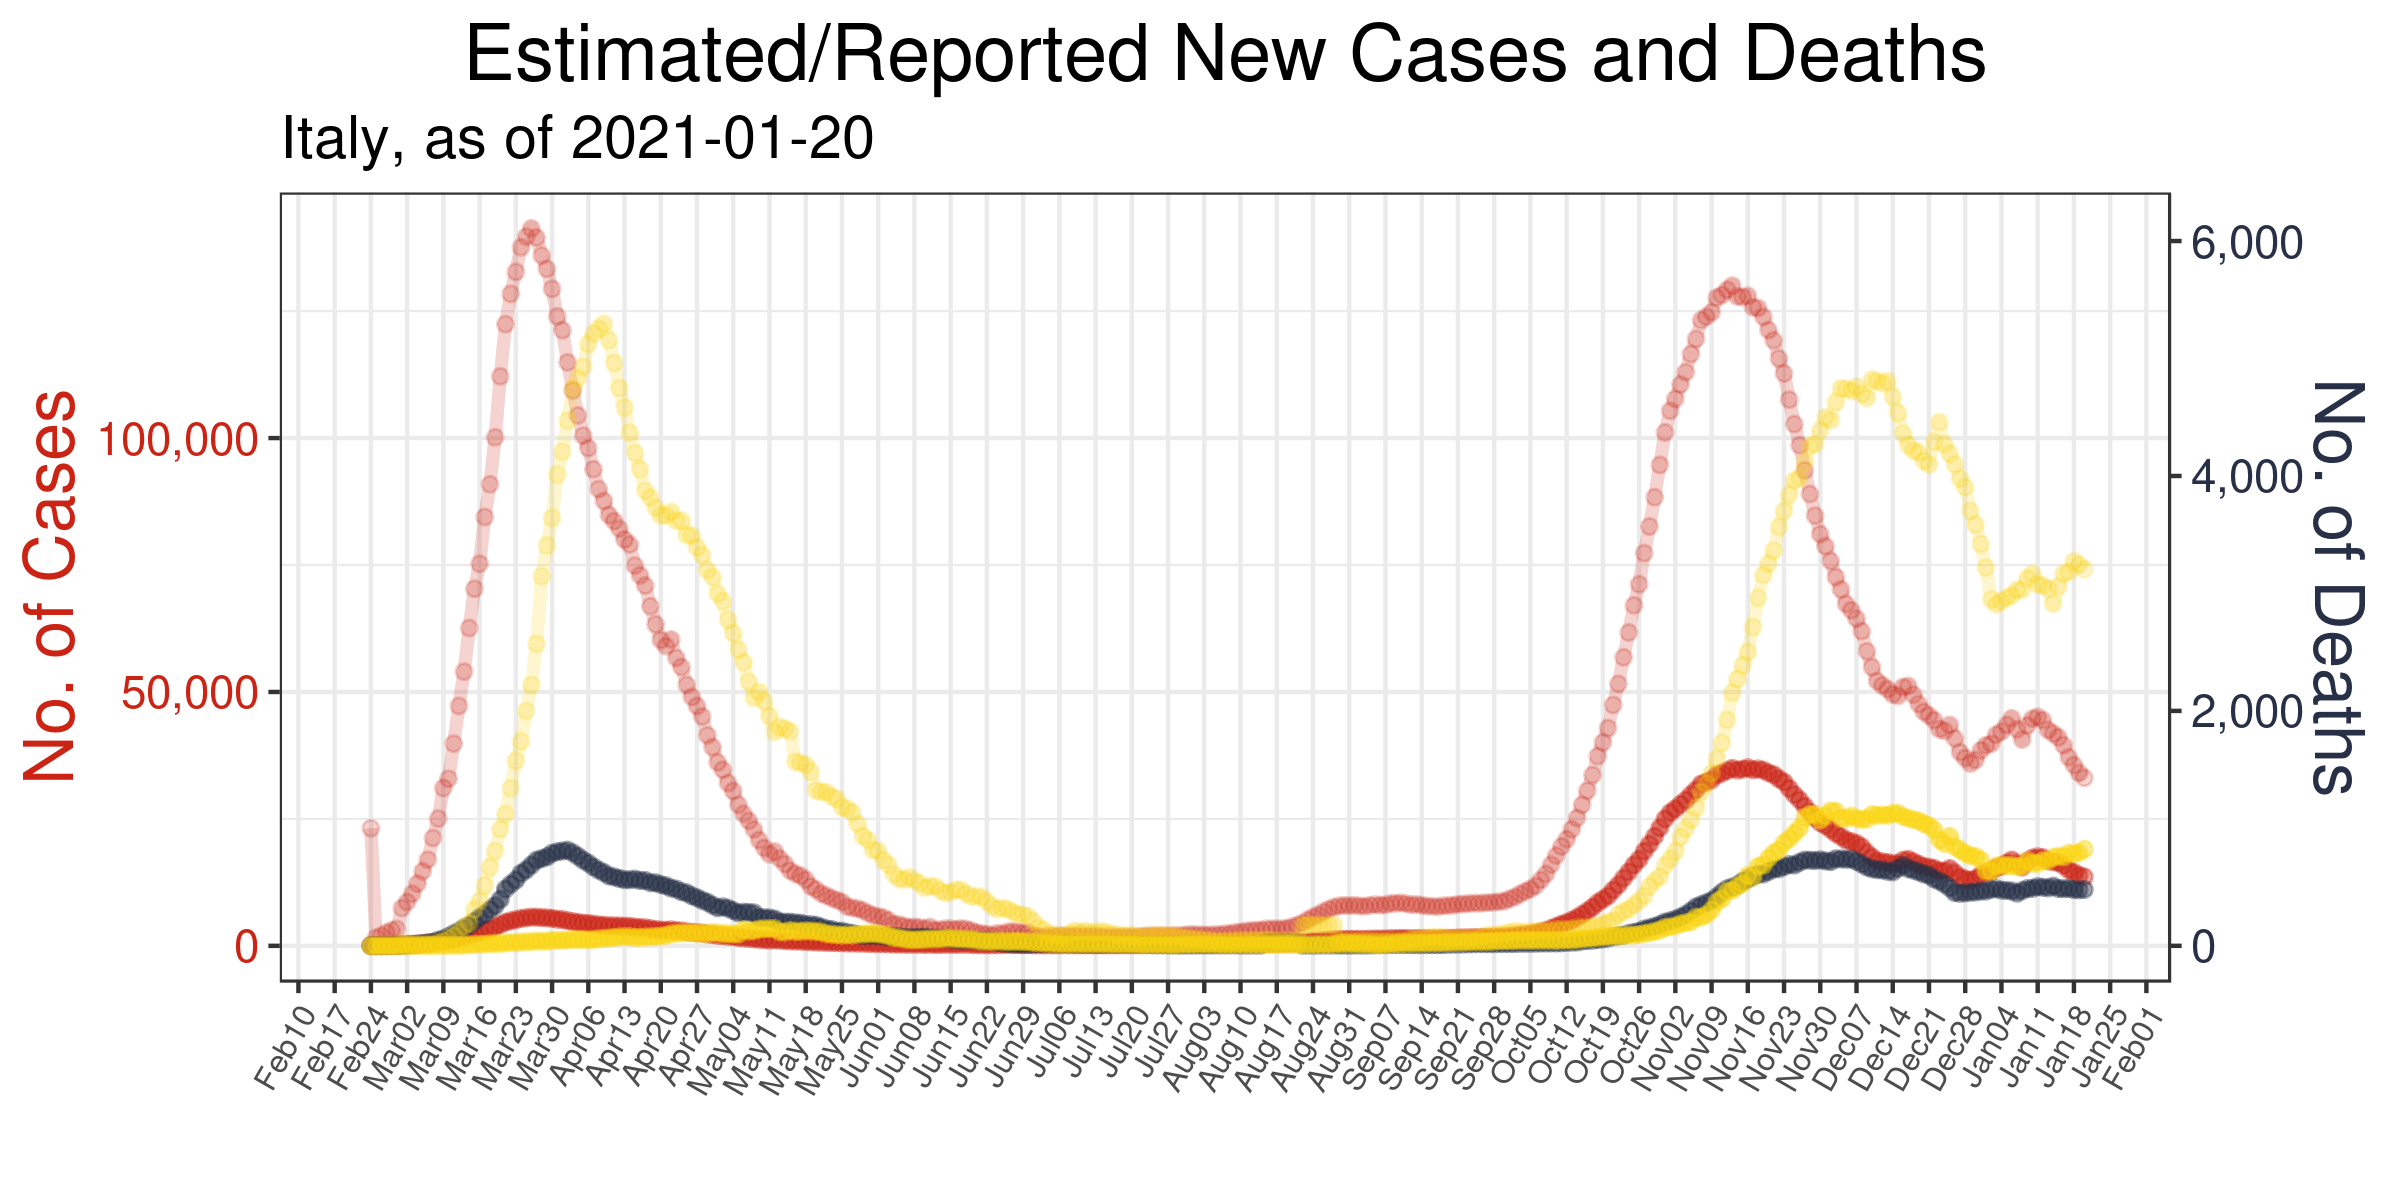 Estimated/Reported New Cases and Deaths
Italy, as of 2021-01-20
No. of Cases
100,000
50,000
0
6,000
4,000
2,000
0
No. of Deaths
Feb10
Feb17
Feb24
Mar02
Mar09
Mar16
Mar23
Mar30
Apr06
Apr13
Apr20
Apr27
May04
May11
May18
May25
Jun01
Jun08
Jun15
Jun22
Jun29
Jul06
Jul13
Jul20
Jul27
Aug03
Aug10
Aug17
Aug24
Aug31
Sep07
Sep14
Sep21
Sep28
Oct05
Oct12
Oct19
Oct26
Nov02
Nov09
Nov16
Nov23
Nov30
Dec07
Dec14
Dec21
Dec28
Jan04
Jan11
Jan18
Jan25
Feb01